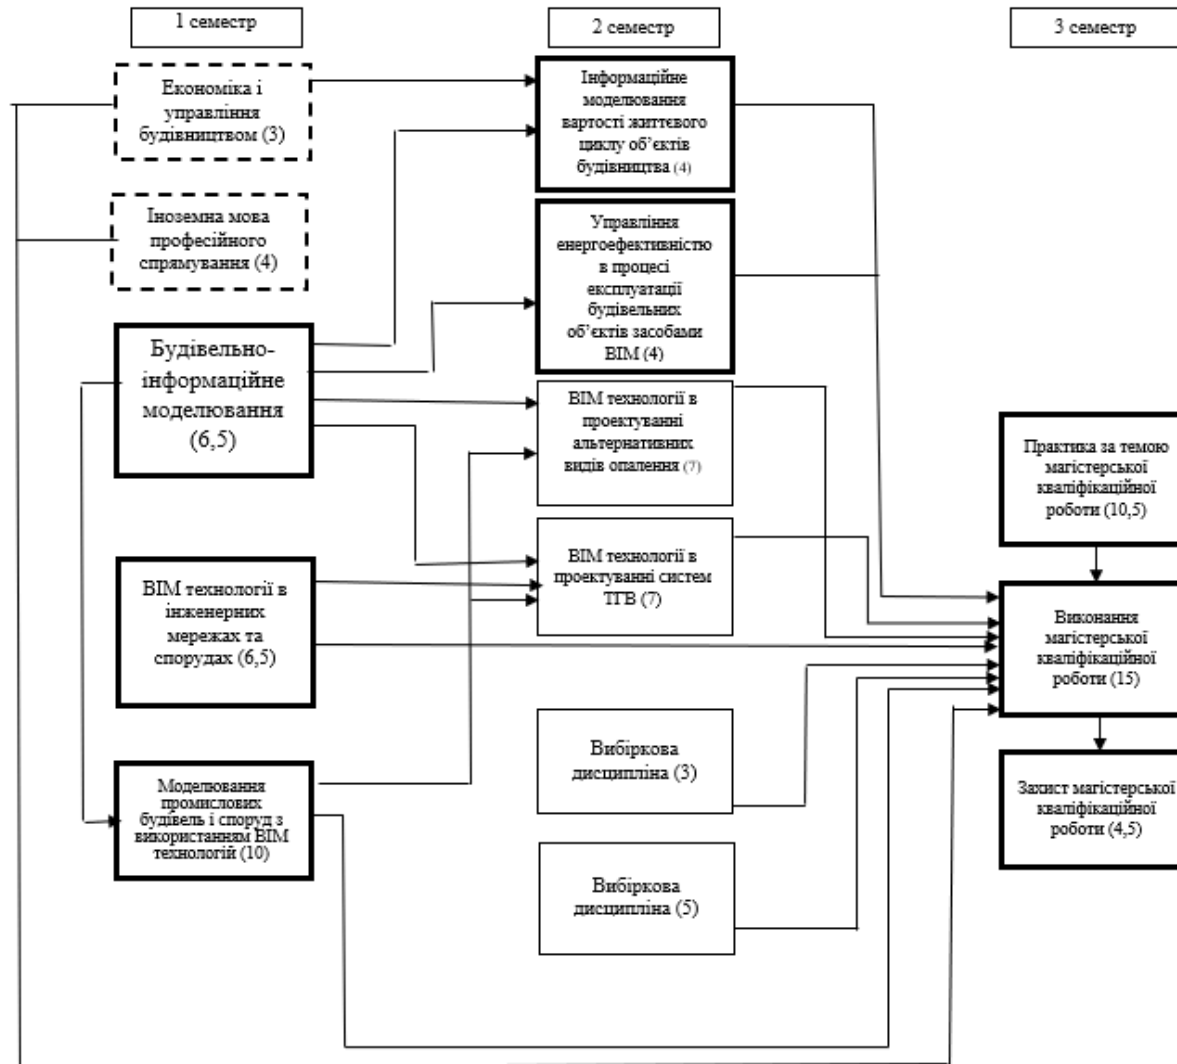 1 семестр
2 семестр
3 семестр
Економіка і
управління
будівництвом (3)
Іноземна мова
професійного
спрямування (4)
Будівельно-
інформаційне
моделювання
(6,5)
ВІМ технології в
інженерних
мережах та
спорудах (6,5)
Моделювання
промислових
будівель і споруд з
використанням ВІМ
технологій (10)
Інформаційне
моделювання
вартості життєвого
циклу об’єктів
будівництва (4)
Управління
енергоефективністю
в процесі
експлуатації
будівельних
об’єктів засобами
ВІМ (4)
ВІМ технології в
проектуванні
альтернативних
видів опалення (7)
ВІМ технології в
проектуванні систем
ТГВ (7)
Вибіркова
дисципліна (3)
Вибіркова
дисципліна (5)
Практика за темою
магістерської
кваліфікаційної
роботи (10,5)
Виконання
магістерської
кваліфікаційної
роботи (15)
Захист магістерської
кваліфікаційної
роботи (4,5)